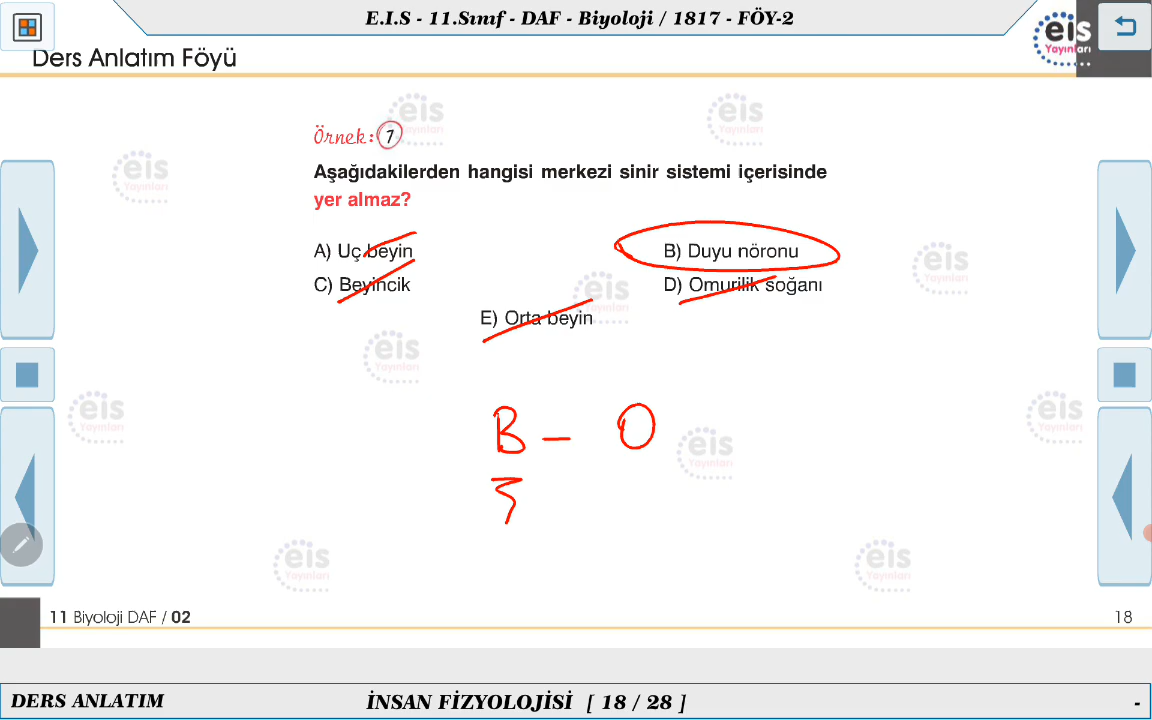 E.I.S - 11.Sınıf - DAF - Biyoloji / 1817 - FÖY-2
eis
Yayınları
Ders Anlatım Föyü
Örnek: 7
Aşağıdakilerden hangisi merkezi sinir sistemi içerisinde
yer almaz?
A) Uç beyin
B) Duyu nöronu
C) Beyincik
D) Omurilik soğanı
E) Orta beyin
B - O
11 Biyoloji DAF / 02
18
DERS ANLATIM
İNSAN FİZYOLOJİSİ [ 18 / 28 ]
-